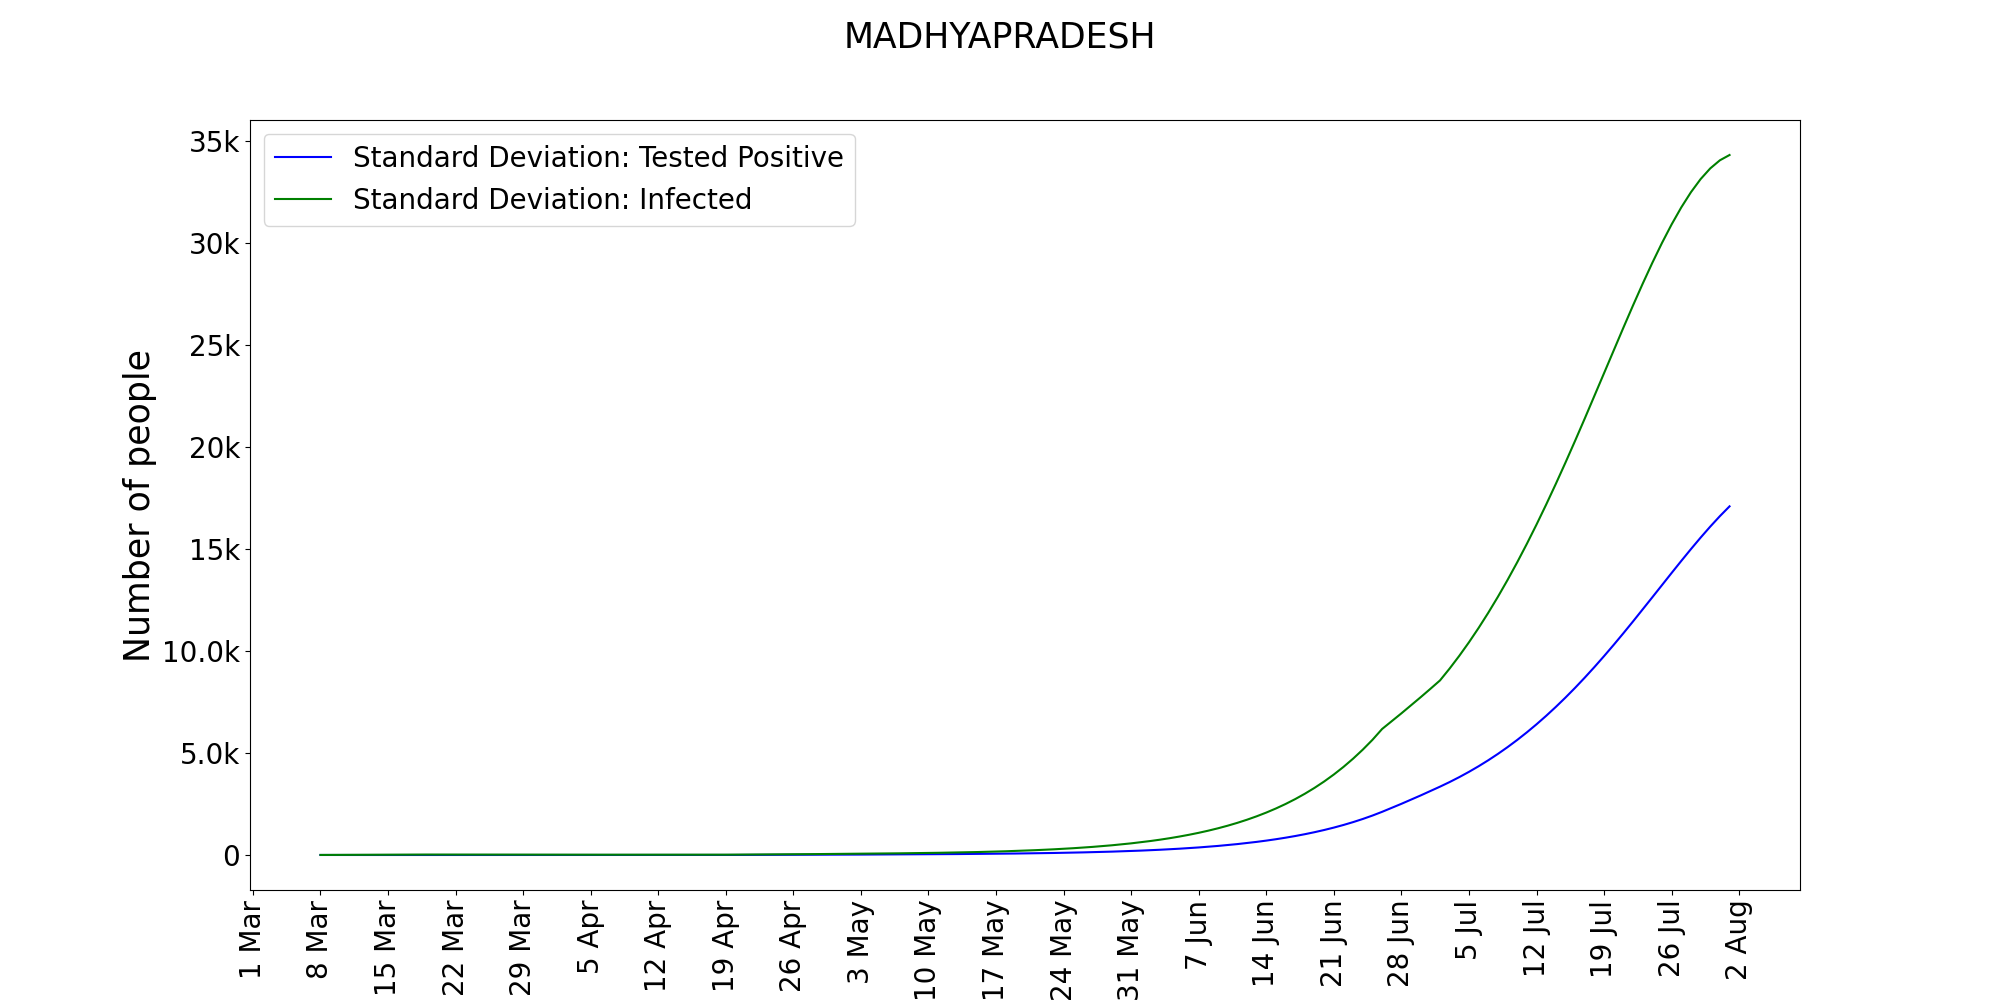 MADHYAPRADESH
Standard Deviation: Tested Positive
Standard Deviation: Infected
Number of people
35k
30k
25k
20k
15k
10.0k
5.0k
0
1 Mar
8 Mar
15 Mar
22 Mar
29 Mar
5 Apr
12 Apr
19 Apr
26 Apr
3 May
10 May
17 May
24 May
31 May
7 Jun
14 Jun
21 Jun
28 Jun
5 Jul
12 Jul
19 Jul
26 Jul
2 Aug